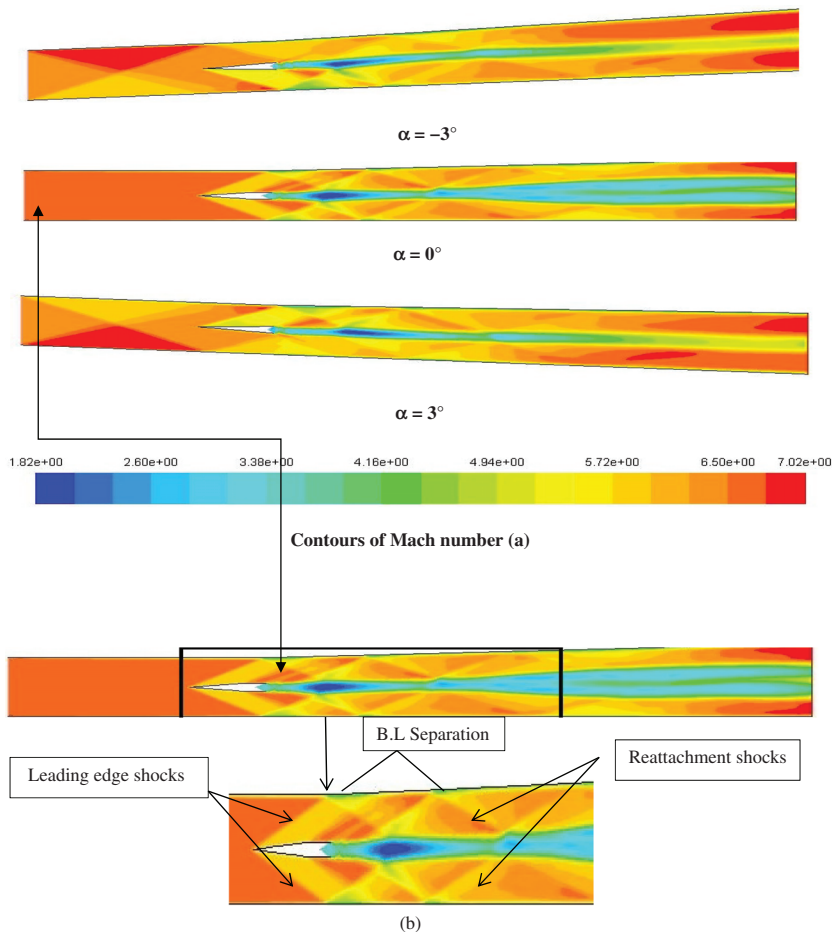 α = −3°
α = 0°
α = 3°
1.82e+00 2.60e+00 3.38e+00 4.16e+00 4.94e+00 5.72e+00 6.50e+00 7.02e+00
Contours of Mach number (a)
B.L Separation
Leading edge shocks
Reattachment shocks
(b)